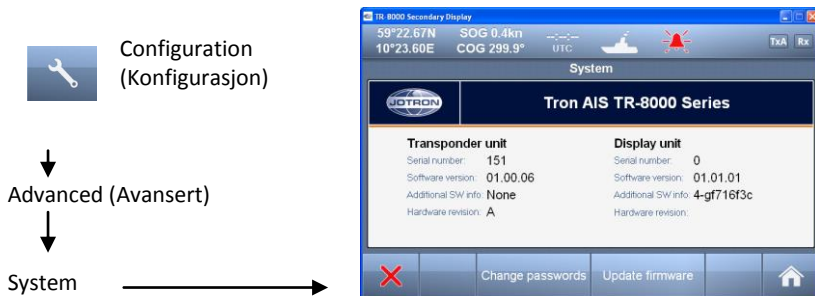 Configuration
(Konfigurasjon)
Advanced (Avansert)
System
TR-8000 Secondary Display
59°22.67N SOG 0.4kn --:--:-- TxA Rx
10°23.60E COG 299.9° UTC
System
JOTRON Tron AIS TR-8000 Series
Transponder unit Display unit
Serial number: 151 Serial number: 0
Software version: 01.00.06 Software version: 01.01.01
Additional SW info: None Additional SW info: 4-gf716f3c
Hardware revision: A Hardware revision:
Change passwords Update firmware